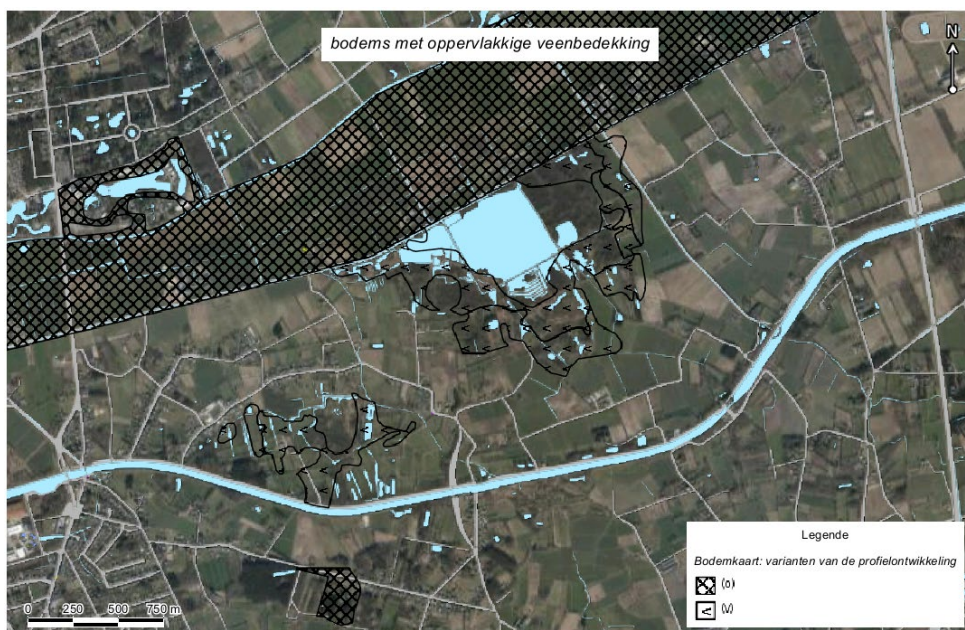 bodems met oppervlakkige veenbedekking
N
Legende
Bodemkaart: varianten van de profielontwikkeling
(o)
(v)
0 250 500 750 m